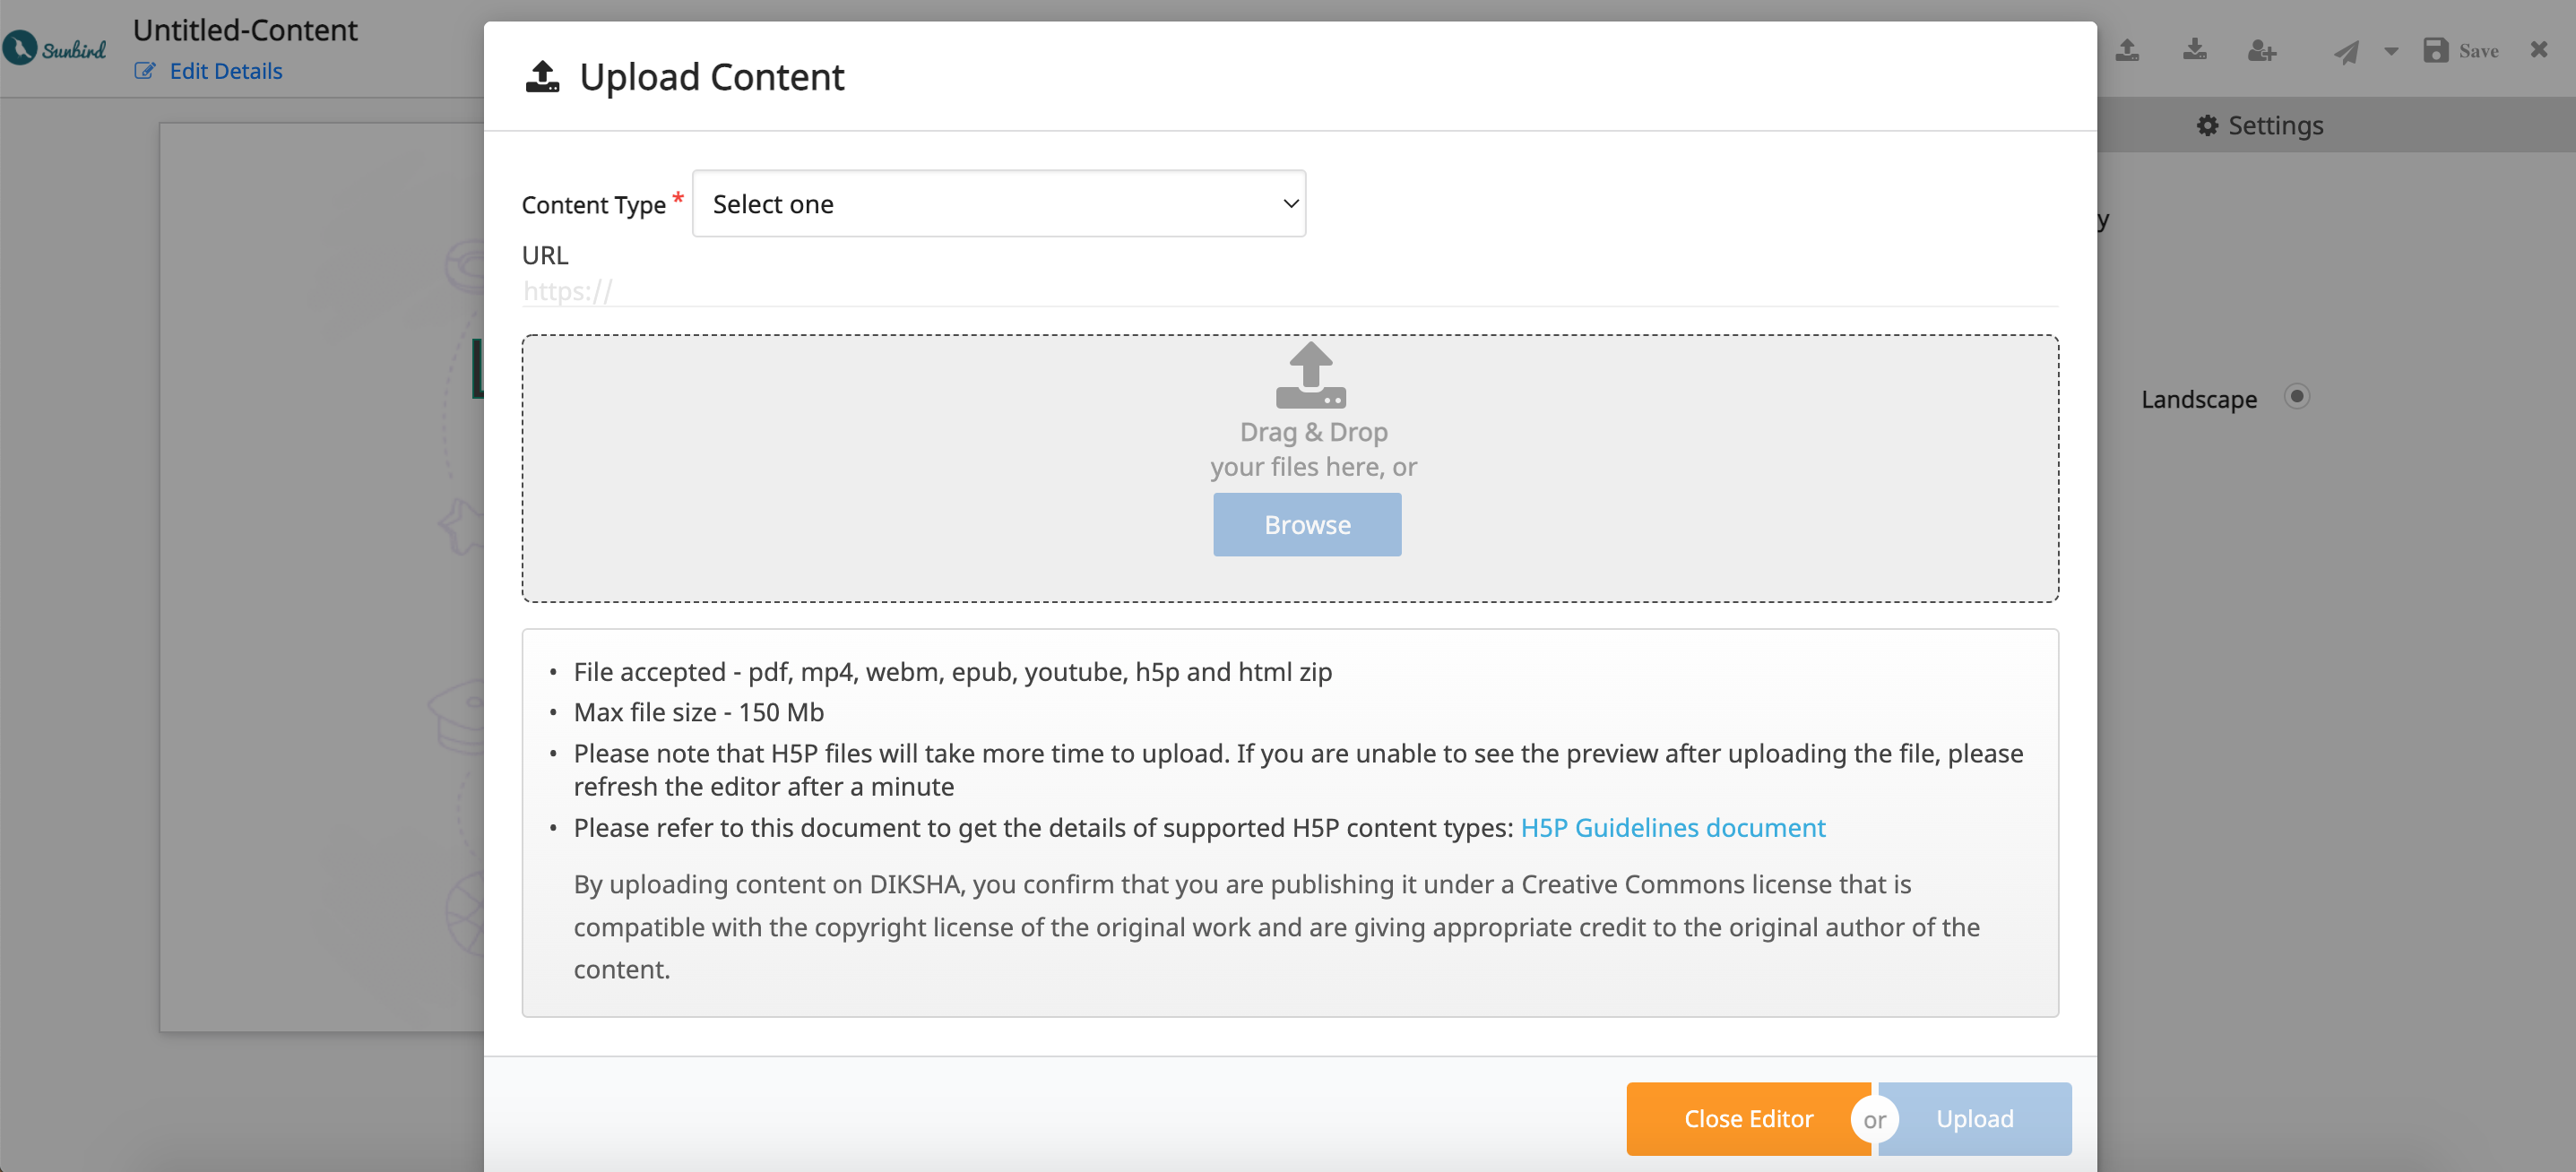 Sunbird
Untitled-Content
Edit Details
Upload Content
Save
Settings
Content Type *
Select one
URL
https://
y
Landscape
Drag & Drop
your files here, or
Browse
• File accepted - pdf, mp4, webm, epub, youtube, h5p and html zip
• Max file size - 150 Mb
• Please note that H5P files will take more time to upload. If you are unable to see the preview after uploading the file, please
refresh the editor after a minute
• Please refer to this document to get the details of supported H5P content types: H5P Guidelines document
By uploading content on DIKSHA, you confirm that you are publishing it under a Creative Commons license that is
compatible with the copyright license of the original work and are giving appropriate credit to the original author of the
content.
Close Editor or Upload